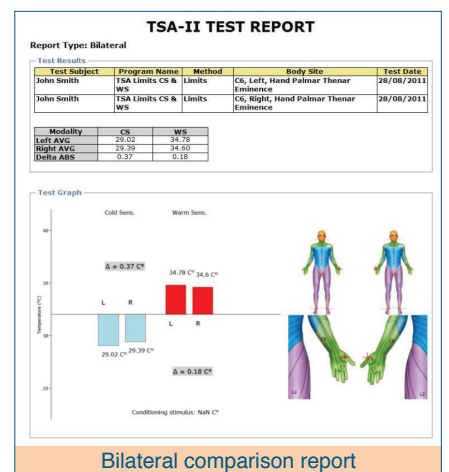 TSA-II TEST REPORT
Report Type: Bilateral
Test Results
Test Subject Program Name Method Body Site Test Date
John Smith TSA Limits CS & WS Limits C6, Left, Hand Palmar Thenar Eminence 28/08/2011
John Smith TSA Limits CS & WS Limits C6, Right, Hand Palmar Thenar Eminence 28/08/2011
Modality CS WS
Left AVG 29.02 34.78
Right AVG 29.39 34.60
Delta ABS 0.37 0.18
Test Graph
Cold Sens. Warm Sens.
40
Δ = 0.37 C°
34.78 C° 34.6 C°
35
L R
Temperature (°C)
L R
30
29.02 C° 29.39 C°
Δ = 0.18 C°
25
Conditioning stimulus: NaN C°
L2 L2
Bilateral comparison report